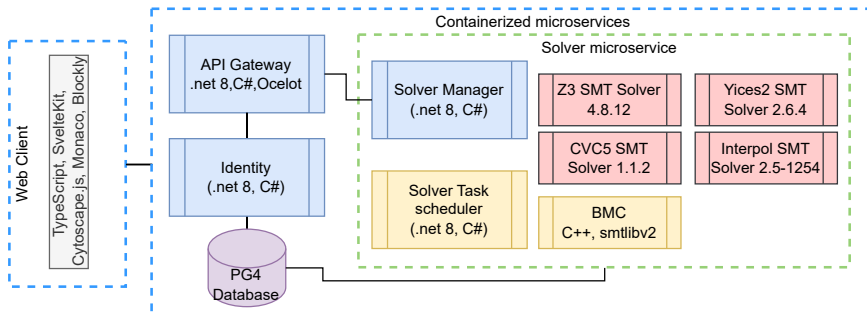 Containerized microservices
Solver microservice
Web Client
TypeScript, SvelteKit,
Cytoscape.js, Monaco, Blockly
API Gateway
.net 8,C#,Ocelot
Identity
(.net 8, C#)
PG4
Database
Solver Manager
(.net 8, C#)
Solver Task
scheduler
(.net 8, C#)
Z3 SMT Solver
4.8.12
Yices2 SMT
Solver 2.6.4
CVC5 SMT
Solver 1.1.2
Interpol SMT
Solver 2.5-1254
BMC
C++, smtlibv2